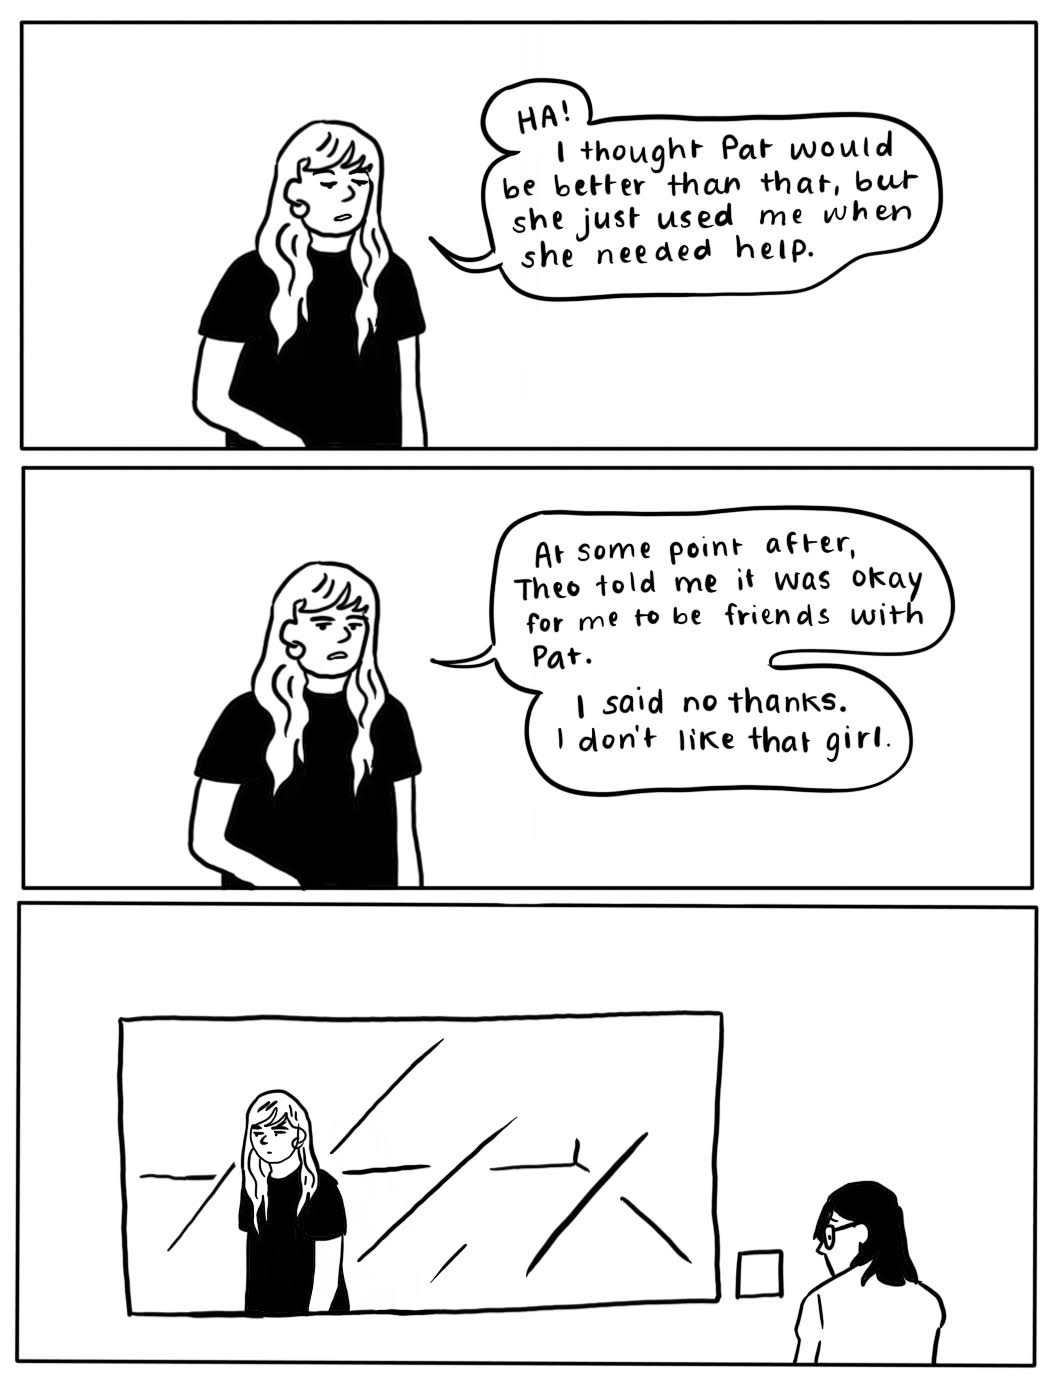 HA!
I thought Pat would
be better than that, but
she just used me when
she needed help.
At some point after,
Theo told me it was okay
for me to be friends with
Pat.
I said no thanks.
I don't like that girl.